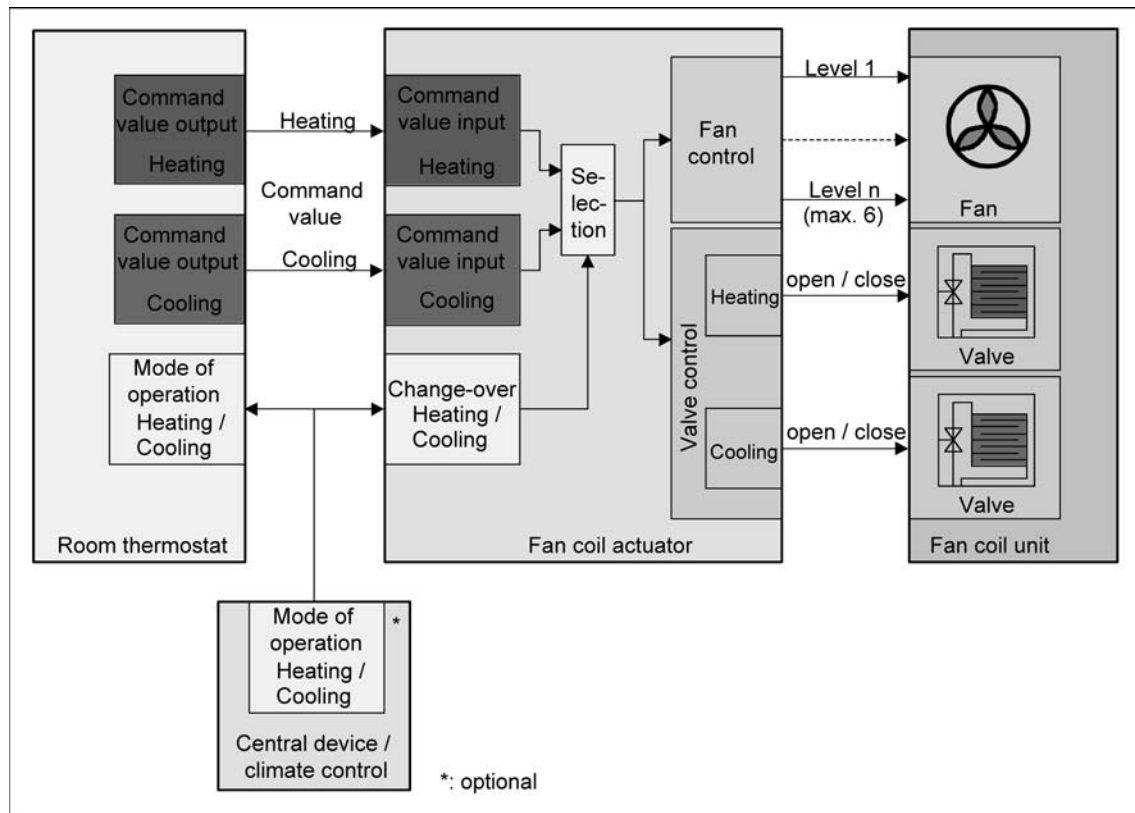 Command
value output
Heating
Command
value output
Cooling
Mode of
operation
Heating /
Cooling
Room thermostat
Heating
Command
value
Cooling
Command
value input
Heating
Command
value input
Cooling
Change-over
Heating /
Cooling
Se-
lec-
tion
Fan
control
Valve control
Heating
Cooling
Fan coil actuator
Level 1
Level n
(max. 6)
open / close
open / close
Fan
Valve
Valve
Fan coil unit
Mode of
operation
Heating /
Cooling
*
Central device /
climate control
*: optional